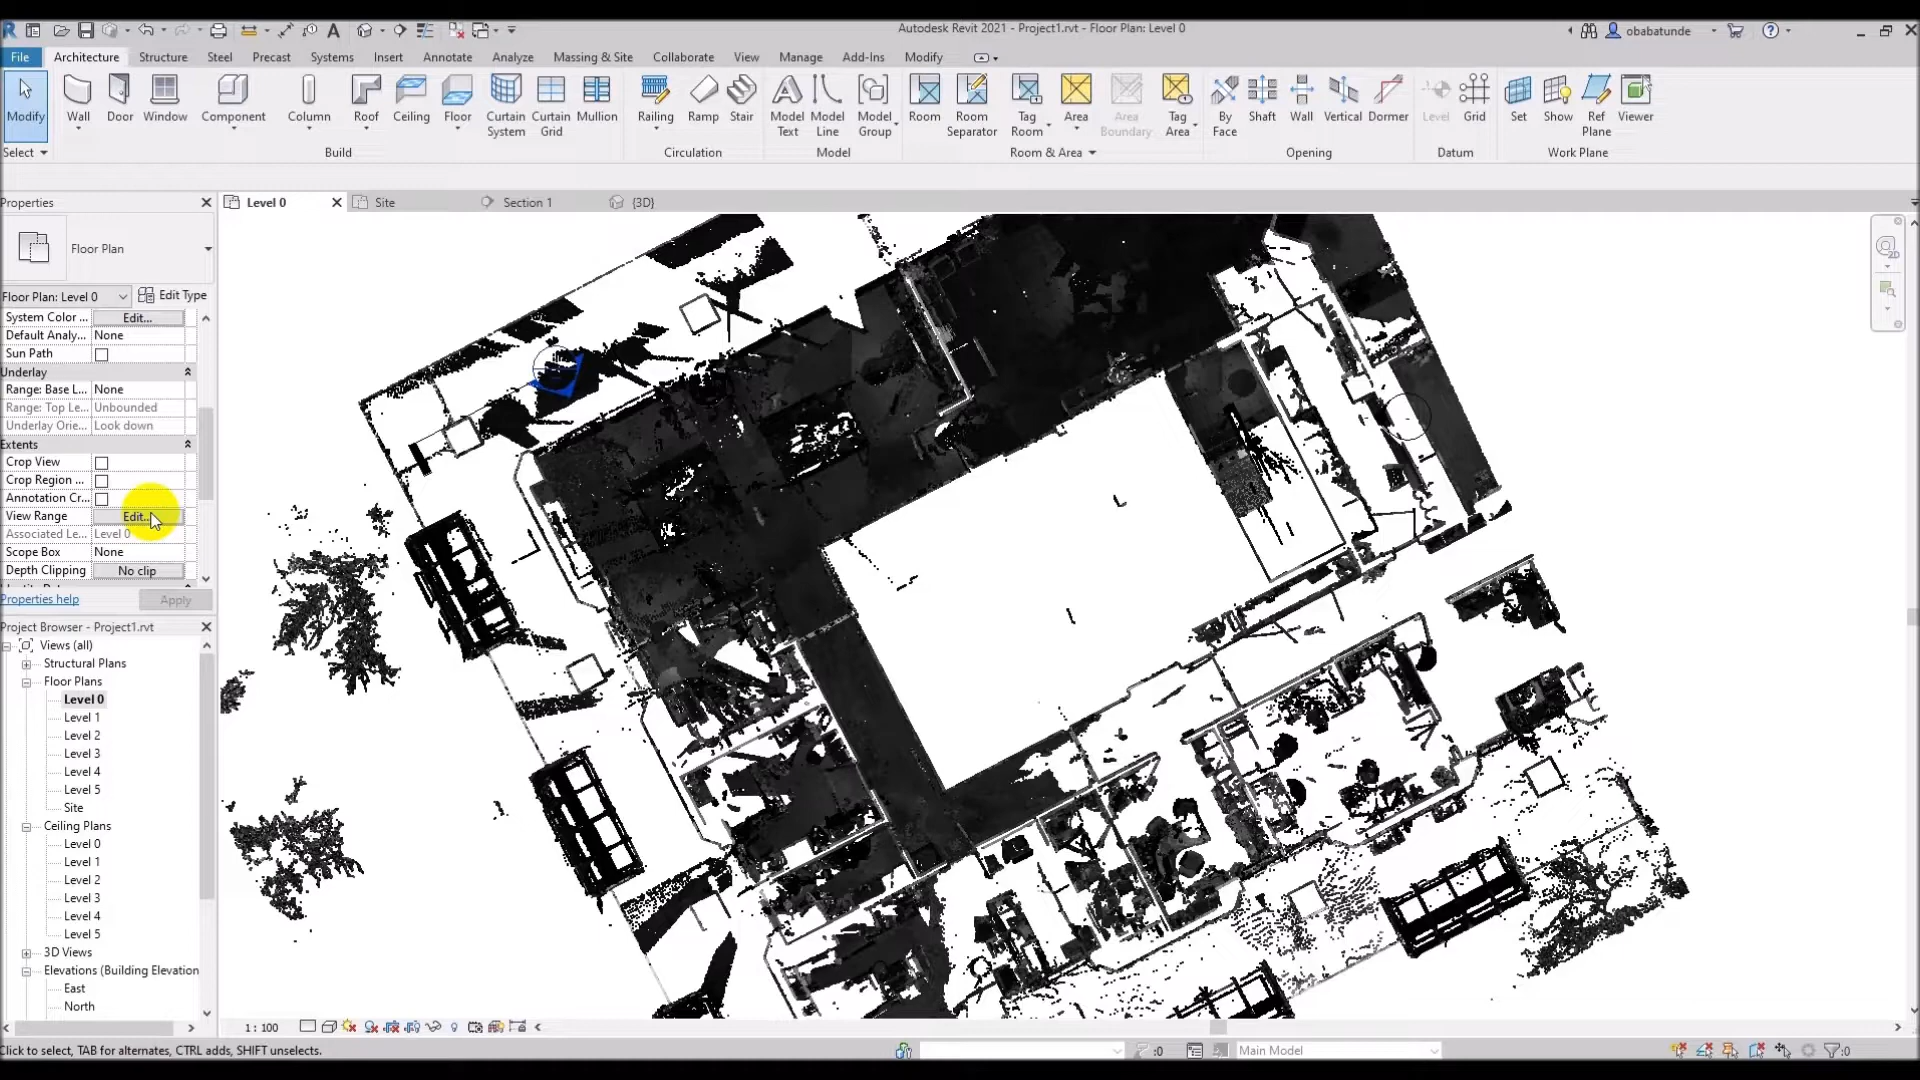 Autodesk Revit 2021 - Project1.rvt - Floor Plan: Level 0
obabatunde
File Architecture Structure Steel Precast Systems Insert Annotate Analyze Massing & Site Collaborate View Manage Add-Ins Modify
Modify
Wall
Door
Window
Component
Column
Roof
Ceiling
Floor
Curtain System
Curtain Grid
Mullion
Railing
Ramp
Stair
Model Text
Model Line
Model Group
Room
Room Separator
Tag Room
Area
Area Boundary
Tag Area
By Face
Shaft
Wall
Vertical
Dormer
Level
Grid
Set
Show
Ref Plane
Viewer
Select Build Circulation Model Room & Area Opening Datum Work Plane
Properties
Level 0 Site Section 1 {3D}
Floor Plan
Floor Plan: Level 0 Edit Type
System Color ... Edit...
Default Analy... None
Sun Path
Underlay
Range: Base L... None
Range: Top Le... Unbounded
Underlay Orie... Look down
Extents
Crop View
Crop Region ...
Annotation Cr...
View Range Edit...
Associated Le... Level 0
Scope Box None
Depth Clipping No clip
Properties help Apply
Project Browser - Project1.rvt
Views (all)
Structural Plans
Floor Plans
Level 0
Level 1
Level 2
Level 3
Level 4
Level 5
Site
Ceiling Plans
Level 0
Level 1
Level 2
Level 3
Level 4
Level 5
3D Views
Elevations (Building Elevation
East
North
1 : 100
Click to select, TAB for alternates, CTRL adds, SHIFT unselects.
:0
Main Model
:0
2D